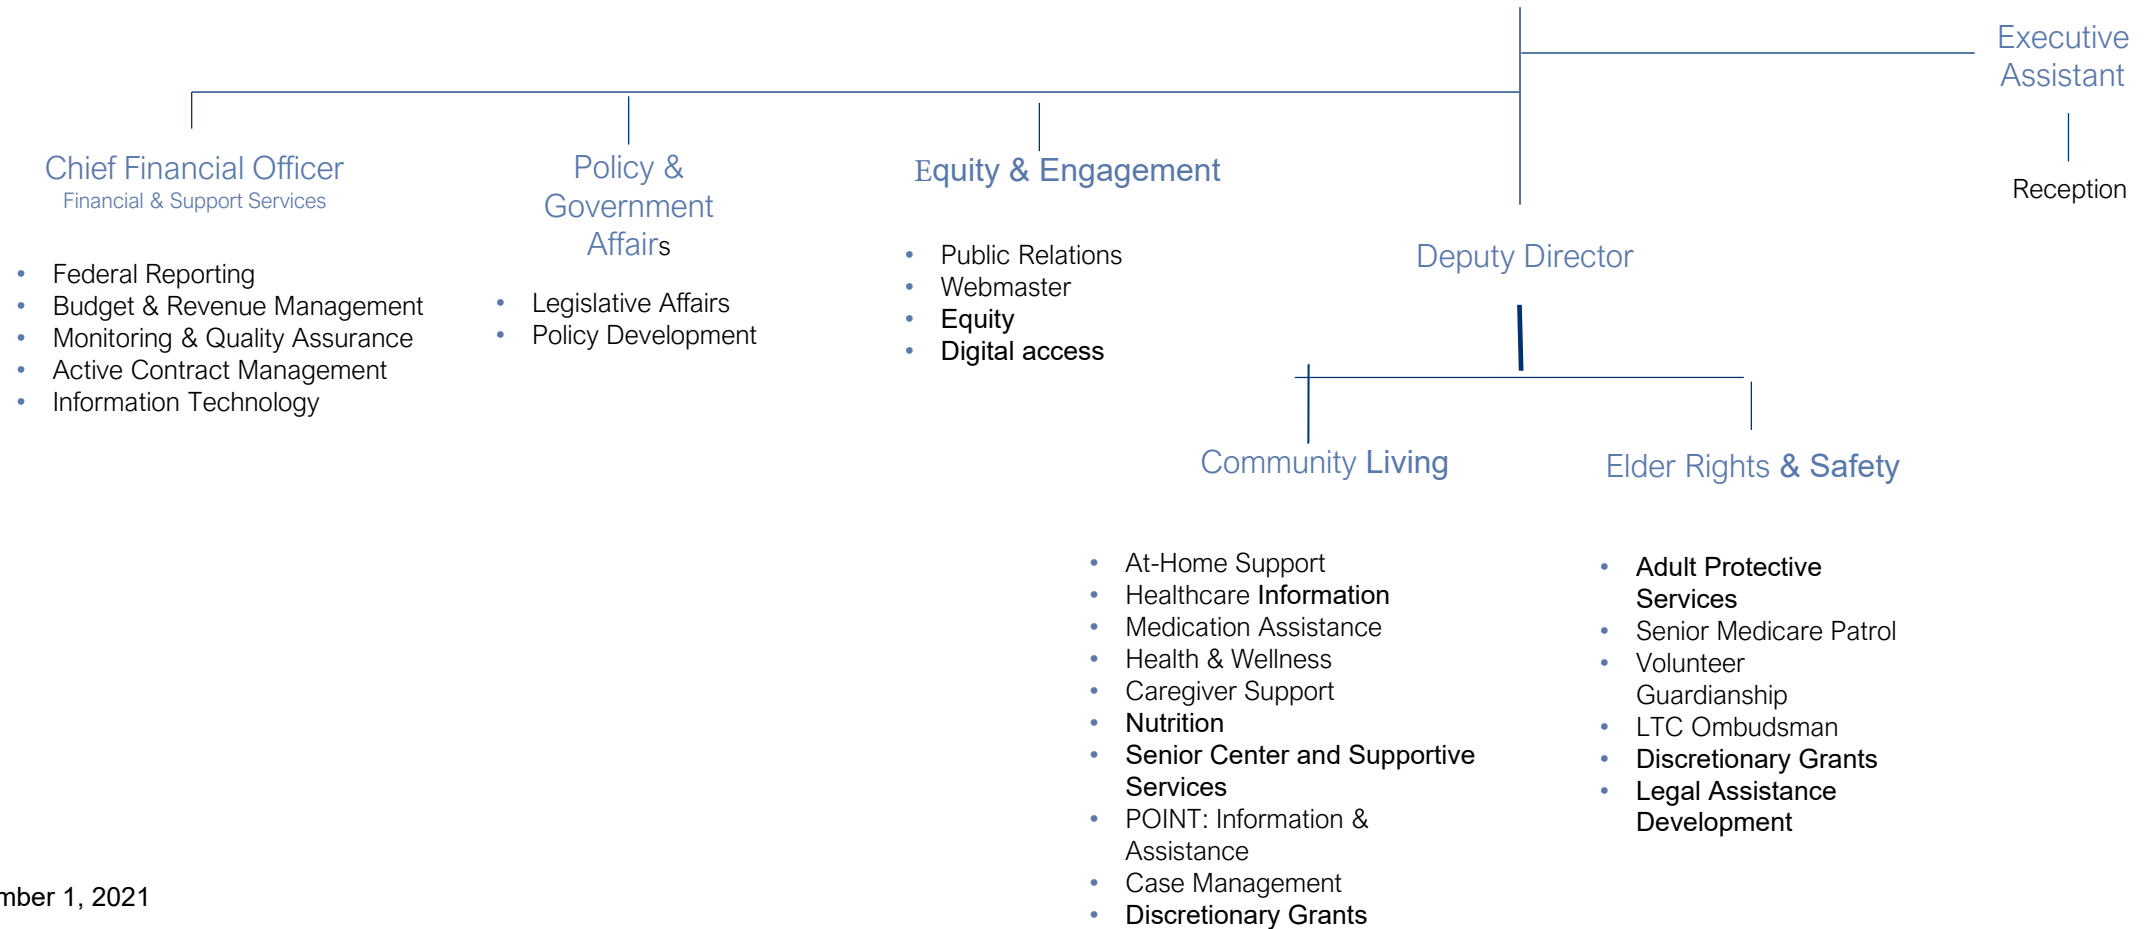 Executive
Assistant
Reception
Chief Financial Officer
Financial & Support Services
• Federal Reporting
• Budget & Revenue Management
• Monitoring & Quality Assurance
• Active Contract Management
• Information Technology
Policy &
Government
Affairs
• Legislative Affairs
• Policy Development
Equity & Engagement
• Public Relations
• Webmaster
• Equity
• Digital access
Deputy Director
Community Living
• At-Home Support
• Healthcare Information
• Medication Assistance
• Health & Wellness
• Caregiver Support
• Nutrition
• Senior Center and Supportive
Services
• POINT: Information &
Assistance
• Case Management
• Discretionary Grants
Elder Rights & Safety
• Adult Protective
Services
• Senior Medicare Patrol
• Volunteer
Guardianship
• LTC Ombudsman
• Discretionary Grants
• Legal Assistance
Development
mber 1, 2021